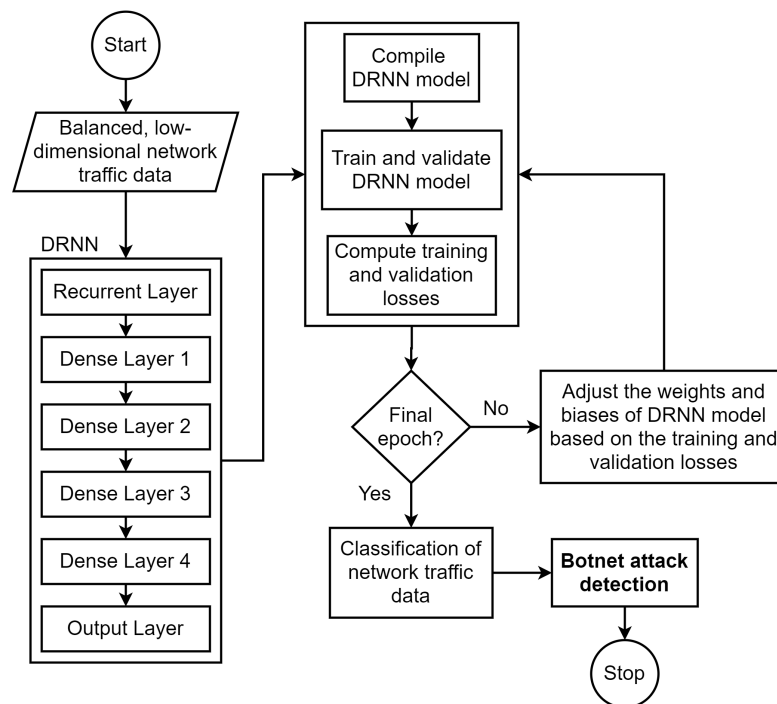 Start
Balanced, low-
dimensional network
traffic data
DRNN
Recurrent Layer
Dense Layer 1
Dense Layer 2
Dense Layer 3
Dense Layer 4
Output Layer
Compile
DRNN model
Train and validate
DRNN model
Compute training
and validation
losses
Final
epoch?
No
Adjust the weights and
biases of DRNN model
based on the training and
validation losses
Yes
Classification of
network traffic
data
Botnet attack
detection
Stop